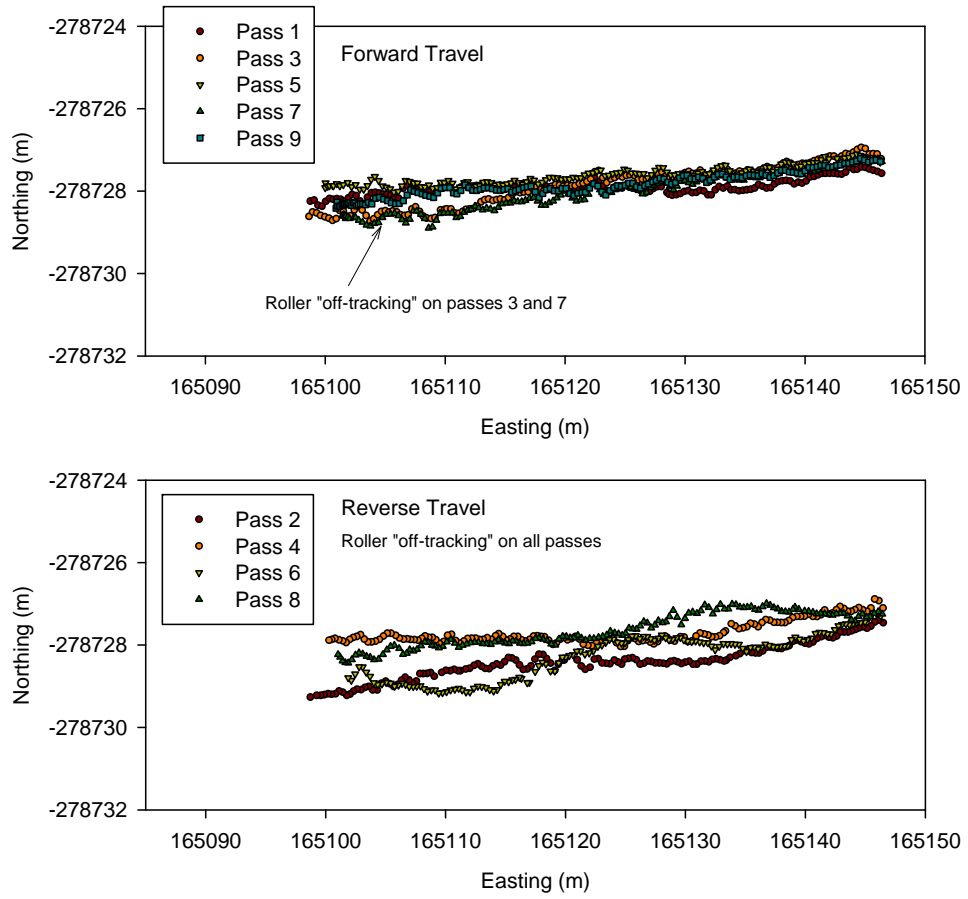 -278724
Pass 1
Pass 3
Pass 5
Pass 7
Pass 9
Forward Travel
-278726
-278728
-278730
-278732
Northing (m)
Roller "off-tracking" on passes 3 and 7
165090 165100 165110 165120 165130 165140 165150
Easting (m)
-278724
Pass 2
Pass 4
Pass 6
Pass 8
Reverse Travel
Roller "off-tracking" on all passes
-278726
-278728
-278730
-278732
Northing (m)
165090 165100 165110 165120 165130 165140 165150
Easting (m)